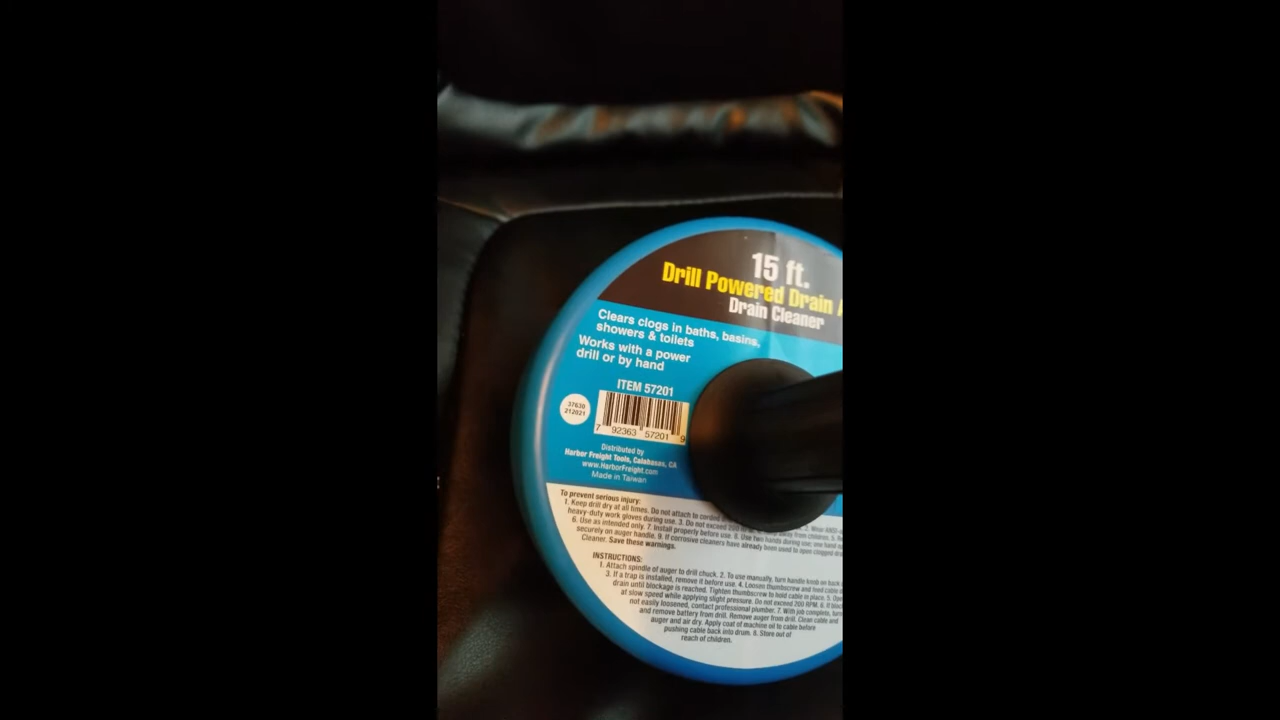 15 ft.
Drill Powered Drain
Drain Cleaner
Clears clogs in baths, basins,
showers & toilets
Works with a power
drill or by hand
ITEM 57201
37630
212021
7 92363 57201 9
Distributed by
Harbor Freight Tools, Calabasas, CA
www.HarborFreight.com
Made in Taiwan
To prevent serious injury:
1. Keep drill dry at all times. Do not attach to corded
heavy-duty work gloves during use. 3. Do not exceed 200 away from children. 5.
6. Use as intended only. 7. Install properly before use. 8. Use two hands during use; one hand
securely on auger handle. 9. If corrosive cleaners have already been used to open clogged
Cleaner. Save these warnings.
INSTRUCTIONS:
1. Attach spindle of auger to drill chuck. 2. To use manually, turn handle knob on back
3. If a trap is installed, remove it before use. 4. Loosen thumbscrew and feed cable
drain until blockage is reached. Tighten thumbscrew to hold cable in place. 5.
at slow speed while applying slight pressure. Do not exceed 200 RPM. 6. If
not easily loosened, contact professional plumber. 7. With job complete,
and remove battery from drill. Remove auger from drill. Clean cable and
auger and air dry. Apply coat of machine oil to cable before
pushing cable back into drum. 8. Store out of
reach of children.